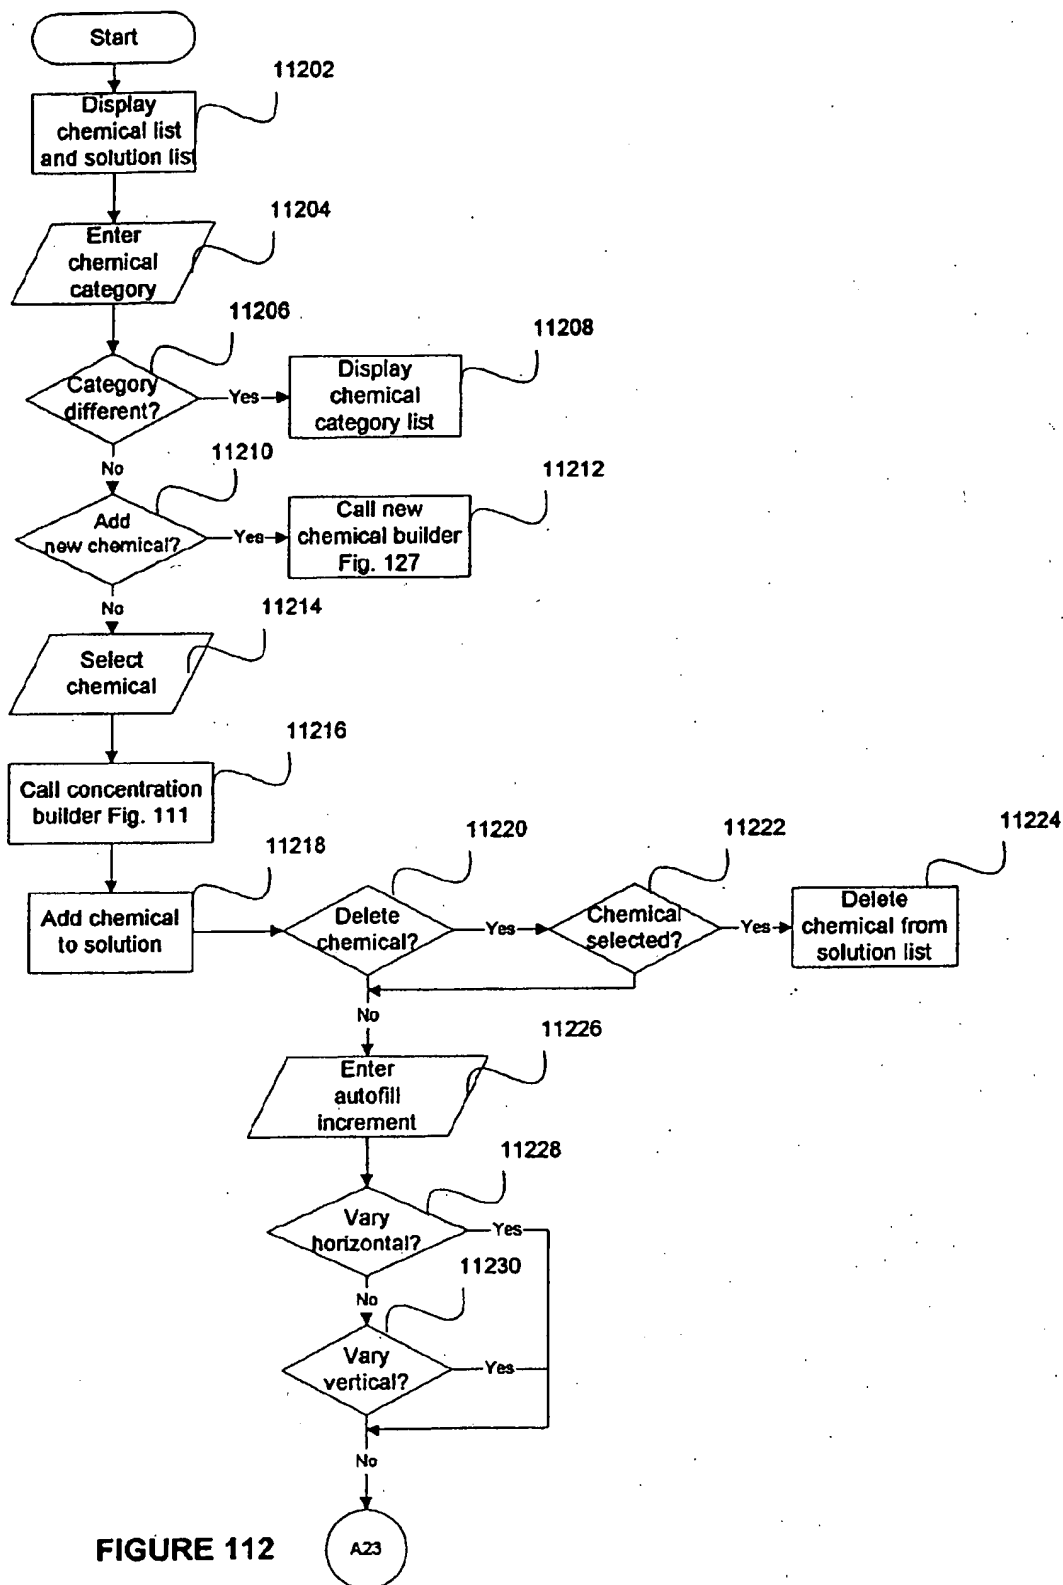 Start
11202
Display
chemical list
and solution list
11204
Enter
chemical
category
11206
Category
different?
Yes
11208
Display
chemical
category list
No
11210
Add
new chemical?
Yes
11212
Call new
chemical builder
Fig. 127
No
11214
Select
chemical
11216
Call concentration
builder Fig. 111
11218
Add chemical
to solution
11220
Delete
chemical?
Yes
11222
Chemical
selected?
Yes
11224
Delete
chemical from
solution list
No
11226
Enter
autofill
increment
11228
Vary
horizontal?
Yes
No
11230
Vary
vertical?
Yes
No
A23
FIGURE 112